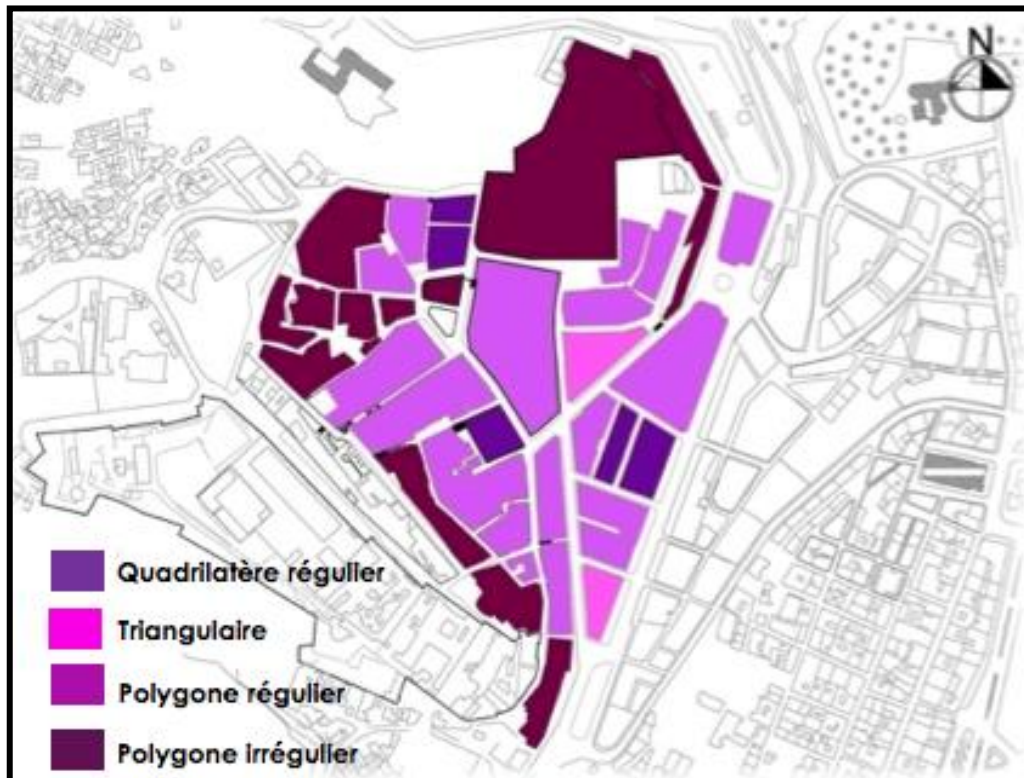 N
Quadrilatère régulier
Triangulaire
Polygone régulier
Polygone irrégulier